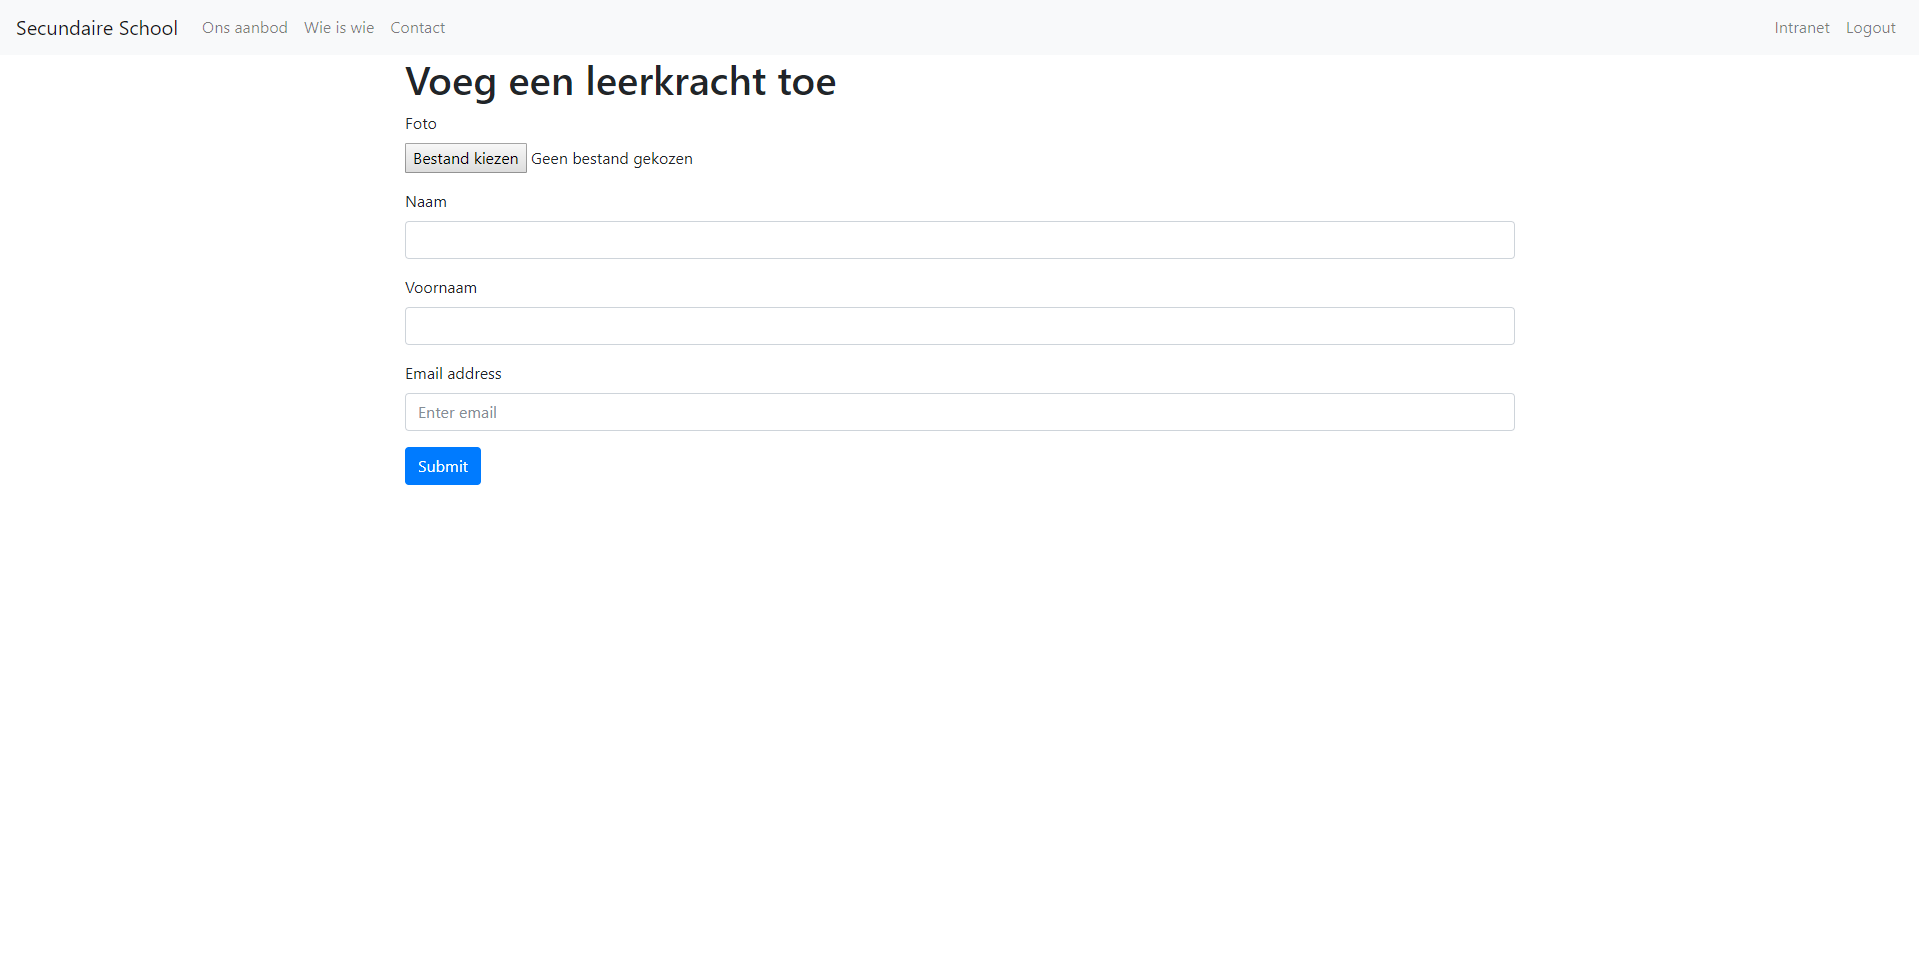 Secundaire School Ons aanbod Wie is wie Contact Intranet Logout
Voeg een leerkracht toe
Foto
Bestand kiezen Geen bestand gekozen
Naam
Voornaam
Email address
Enter email
Submit